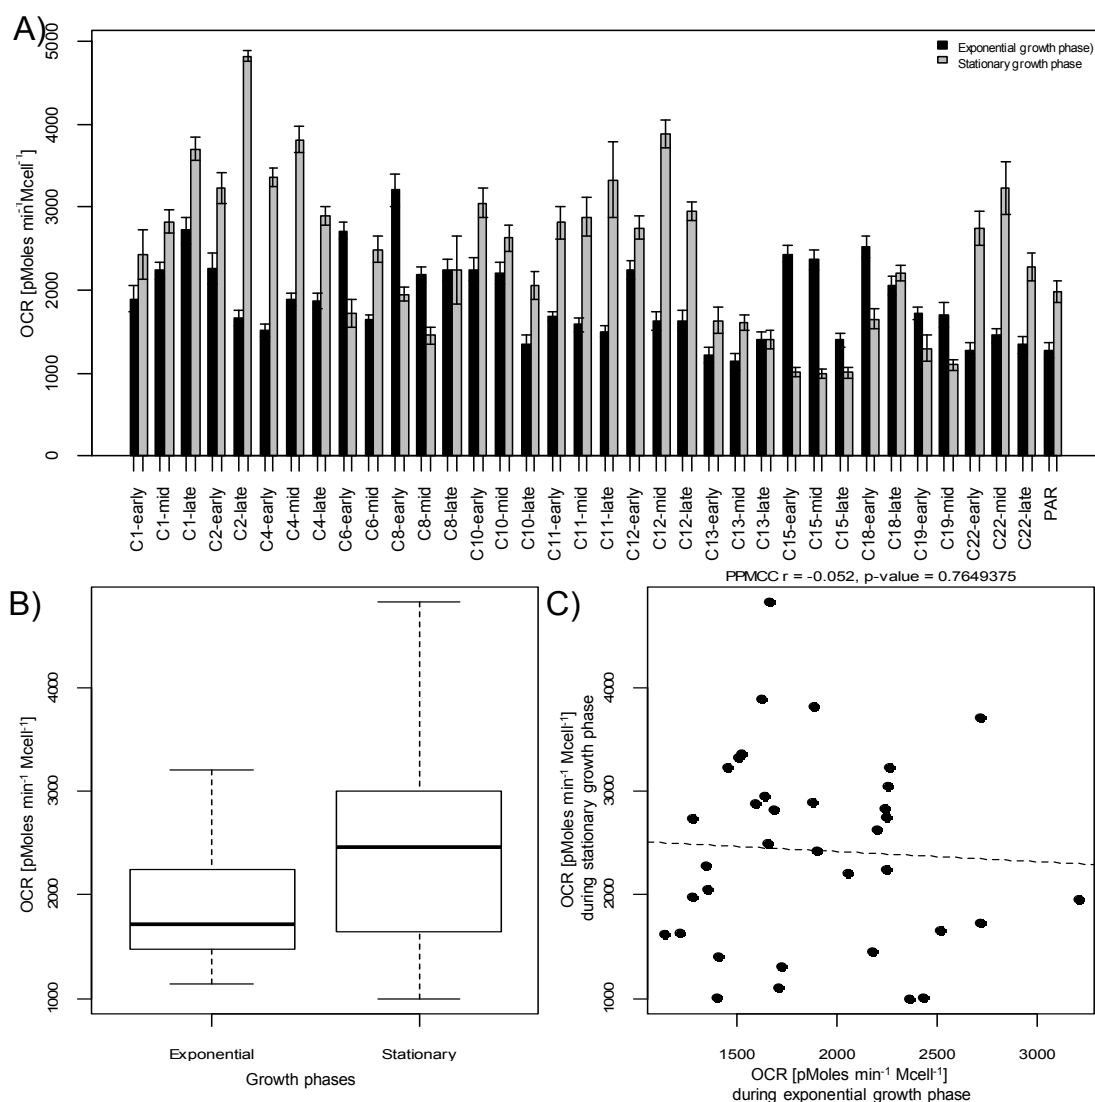 A)
5000
4000
3000
2000
1000
0
OCR [pMoles min-1Mcell-1]
Exponential growth phase)
Stationary growth phase
C1-early
C1-mid
C1-late
C2-early
C2-late
C4-early
C4-mid
C4-late
C6-early
C6-mid
C8-early
C8-mid
C8-late
C10-early
C10-mid
C10-late
C11-early
C11-mid
C11-late
C12-early
C12-mid
C12-late
C13-early
C13-mid
C13-late
C15-early
C15-mid
C15-late
C18-early
C18-late
C19-early
C19-mid
C22-early
C22-mid
C22-late
PAR
B)
OCR [pMoles min-1 Mcell-1]
4000
3000
2000
1000
Exponential
Stationary
Growth phases
C)
PPMCC r = -0.052, p-value = 0.7649375
OCR [pMoles min-1 Mcell-1]
during stationary growth phase
4000
3000
2000
1000
1500
2000
2500
3000
OCR [pMoles min-1 Mcell-1]
during exponential growth phase